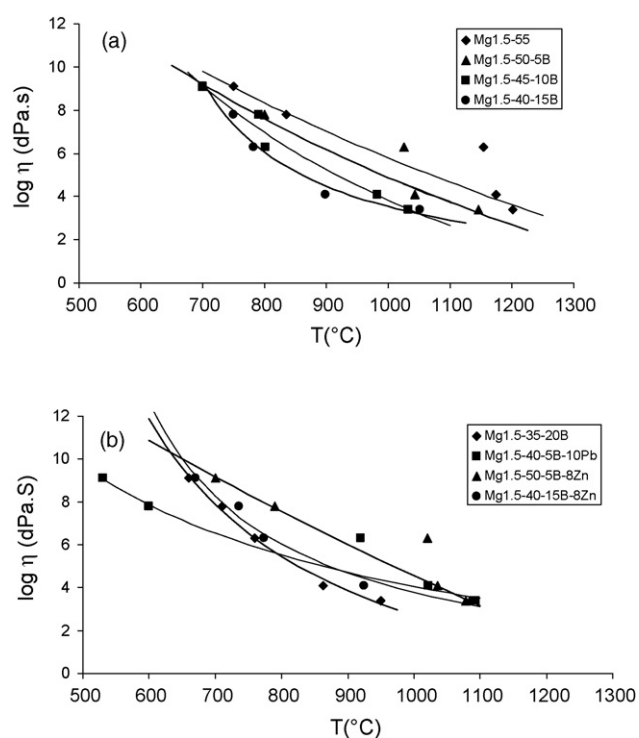 (a)
Mg1.5-55
Mg1.5-50-5B
Mg1.5-45-10B
Mg1.5-40-15B
log η (dPa.s)
12
10
8
6
4
2
0
500 600 700 800 900 1000 1100 1200 1300
T(°C)
(b)
Mg1.5-35-20B
Mg1.5-40-5B-10Pb
Mg1.5-50-5B-8Zn
Mg1.5-40-15B-8Zn
log η (dPa.S)
12
10
8
6
4
2
0
500 600 700 800 900 1000 1100 1200 1300
T(°C)